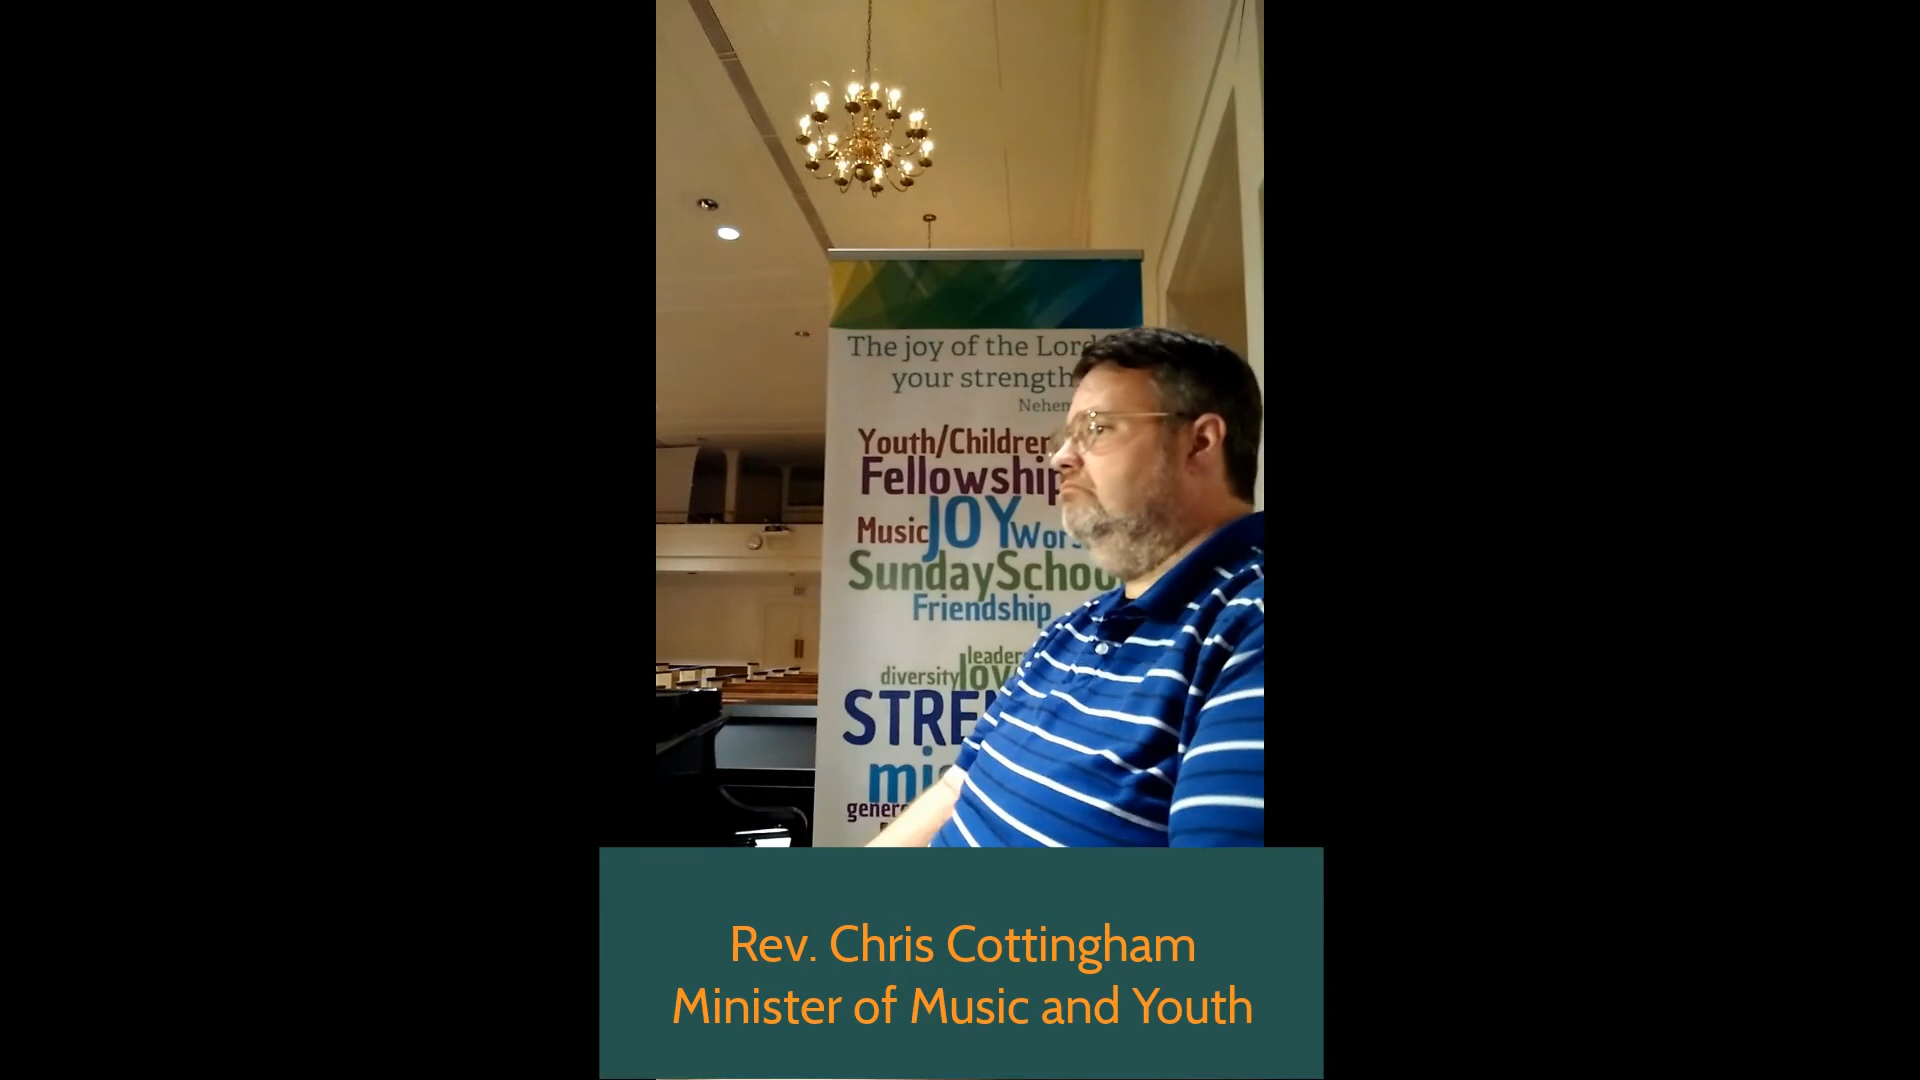 The joy of the Lord
your strength
Youth/Children
Fellowship
Music JOY
SundaySchoo
Friendship
diversity
Rev. Chris Cottingham
Minister of Music and Youth